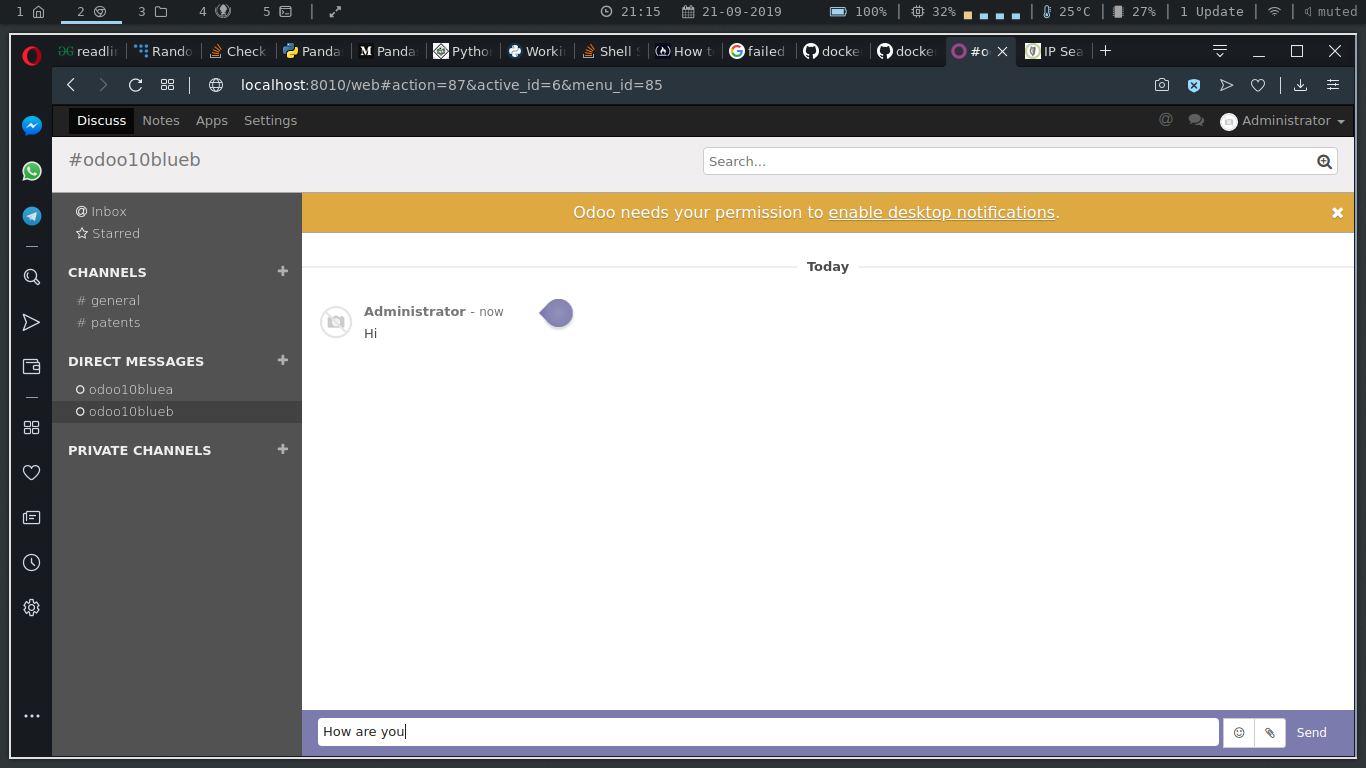 1 2 3 4 5 21:15 21-09-2019 100% 32% 25°C 27% 1 Update muted
readli Rando Check Panda Panda Pytho Worki Shell S How t failed docke docke #o IP Sea
localhost:8010/web#action=87&active_id=6&menu_id=85
Discuss Notes Apps Settings @ Administrator
#odoo10blueb
Search...
Inbox
Starred
CHANNELS
# general
# patents
DIRECT MESSAGES
odoo10bluea
odoo10blueb
PRIVATE CHANNELS
Odoo needs your permission to enable desktop notifications.
Today
Administrator - now
Hi
How are you
Send